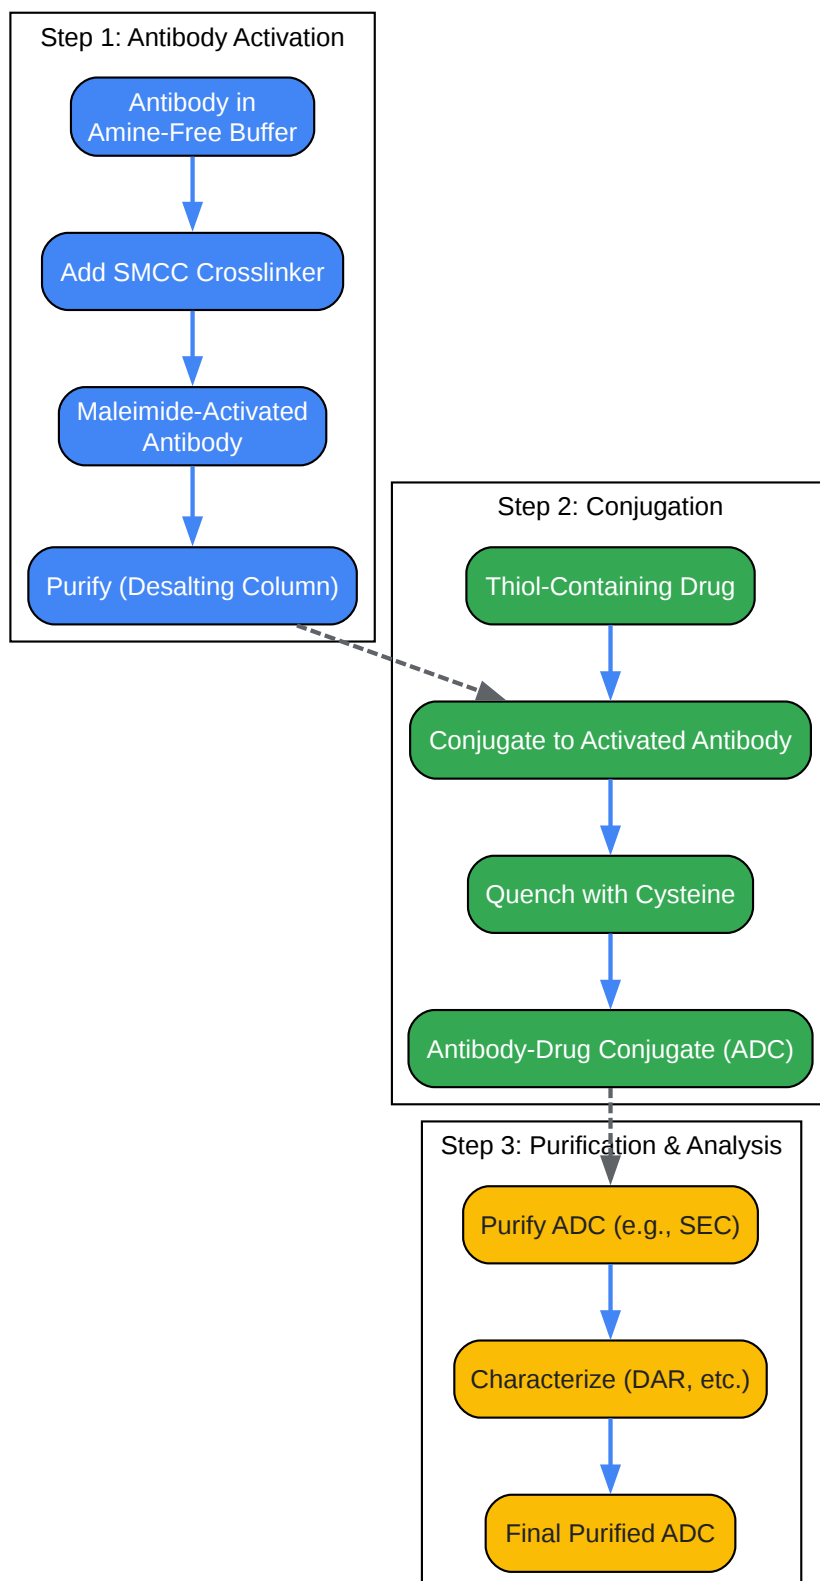 Step 1: Antibody Activation
Antibody in
Amine-Free Buffer
Add SMCC Crosslinker
Maleimide-Activated
Antibody
Purify (Desalting Column)
Step 2: Conjugation
Thiol-Containing Drug
Conjugate to Activated Antibody
Quench with Cysteine
Antibody-Drug Conjugate (ADC)
Step 3: Purification & Analysis
Purify ADC (e.g., SEC)
Characterize (DAR, etc.)
Final Purified ADC